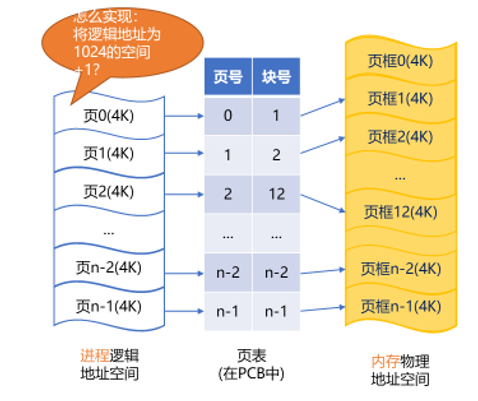 怎么实现：
将逻辑地址为
1024的空间
+1？
页0(4K)
页1(4K)
页2(4K)
...
页n-2(4K)
页n-1(4K)
进程逻辑
地址空间
页号 块号
0 1
1 2
2 12
... ...
n-2 n-2
n-1 n-1
页表
(在PCB中)
页框0(4K)
页框1(4K)
页框2(4K)
...
页框12(4K)
页框n-2(4K)
页框n-1(4K)
内存物理
地址空间